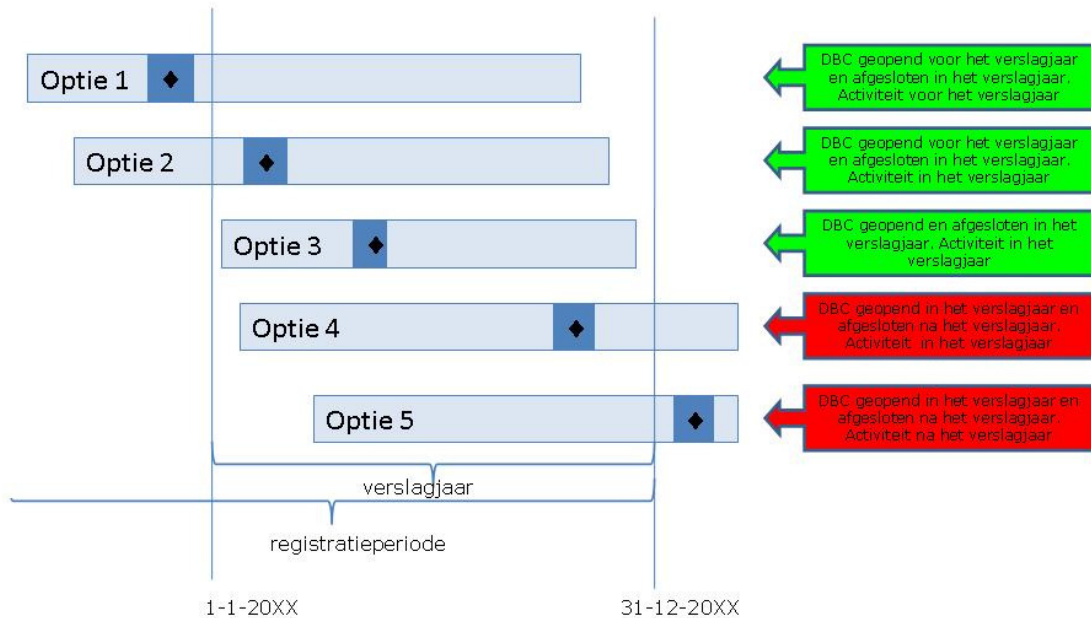 Optie 1
DBC geopend voor het verslagjaar
en afgesloten in het verslagjaar.
Activiteit voor het verslagjaar
Optie 2
DBC geopend voor het verslagjaar
en afgesloten in het verslagjaar.
Activiteit in het verslagjaar
Optie 3
DBC geopend en afgesloten in het
verslagjaar. Activiteit in het
verslagjaar
Optie 4
DBC geopend in het verslagjaar en
afgesloten na het verslagjaar.
Activiteit in het verslagjaar
Optie 5
DBC geopend in het verslagjaar en
afgesloten na het verslagjaar.
Activiteit na het verslagjaar
verslagjaar
registratieperiode
1-1-20XX
31-12-20XX